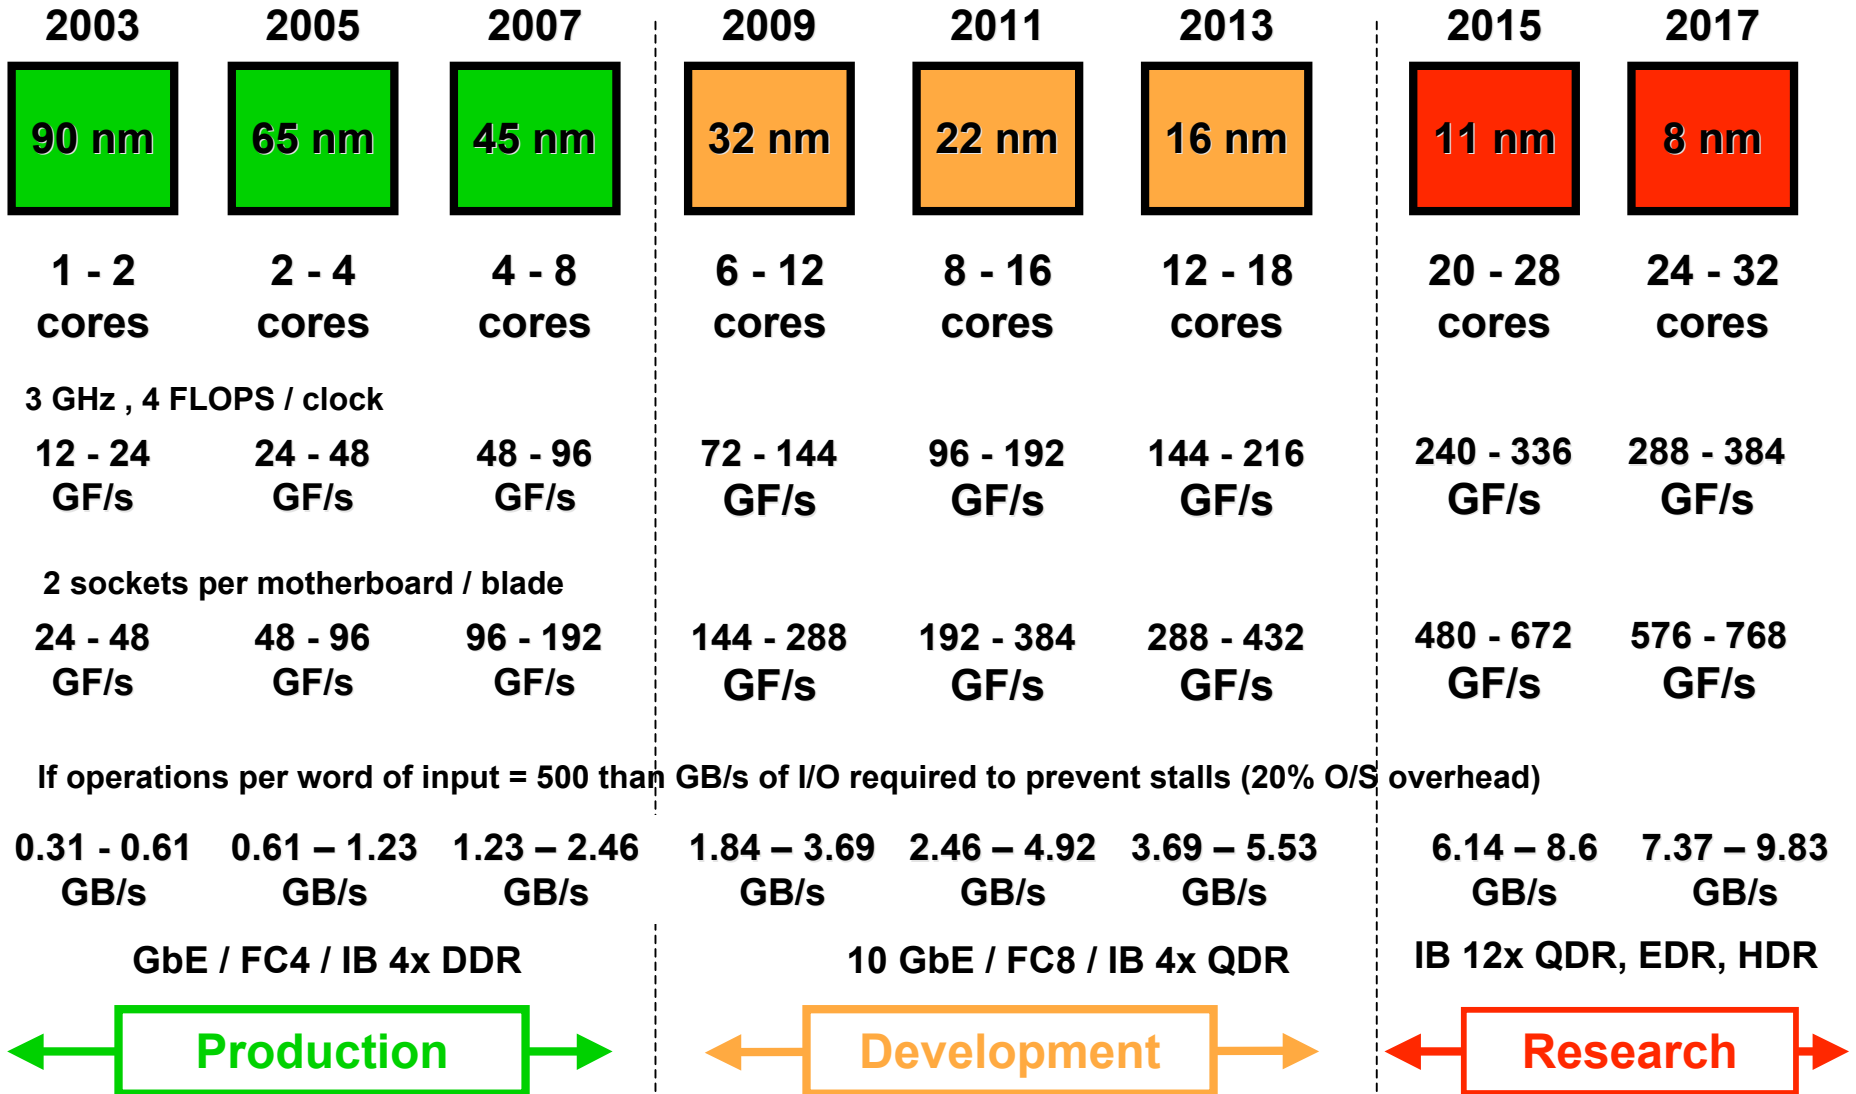 2003 2005 2007 2009 2011 2013 2015 2017
90 nm 65 nm 45 nm 32 nm 22 nm 16 nm 11 nm 8 nm
1 - 2 2 - 4 4 - 8 6 - 12 8 - 16 12 - 18 20 - 28 24 - 32
cores cores cores cores cores cores cores cores
3 GHz , 4 FLOPS / clock
12 - 24 24 - 48 48 - 96 72 - 144 96 - 192 144 - 216 240 - 336 288 - 384
GF/s GF/s GF/s GF/s GF/s GF/s GF/s GF/s
2 sockets per motherboard / blade
24 - 48 48 - 96 96 - 192 144 - 288 192 - 384 288 - 432 480 - 672 576 - 768
GF/s GF/s GF/s GF/s GF/s GF/s GF/s GF/s
If operations per word of input = 500 than GB/s of I/O required to prevent stalls (20% O/S overhead)
0.31 - 0.61 0.61 – 1.23 1.23 – 2.46 1.84 – 3.69 2.46 – 4.92 3.69 – 5.53 6.14 – 8.6 7.37 – 9.83
GB/s GB/s GB/s GB/s GB/s GB/s GB/s GB/s
GbE / FC4 / IB 4x DDR 10 GbE / FC8 / IB 4x QDR IB 12x QDR, EDR, HDR
Production Development Research